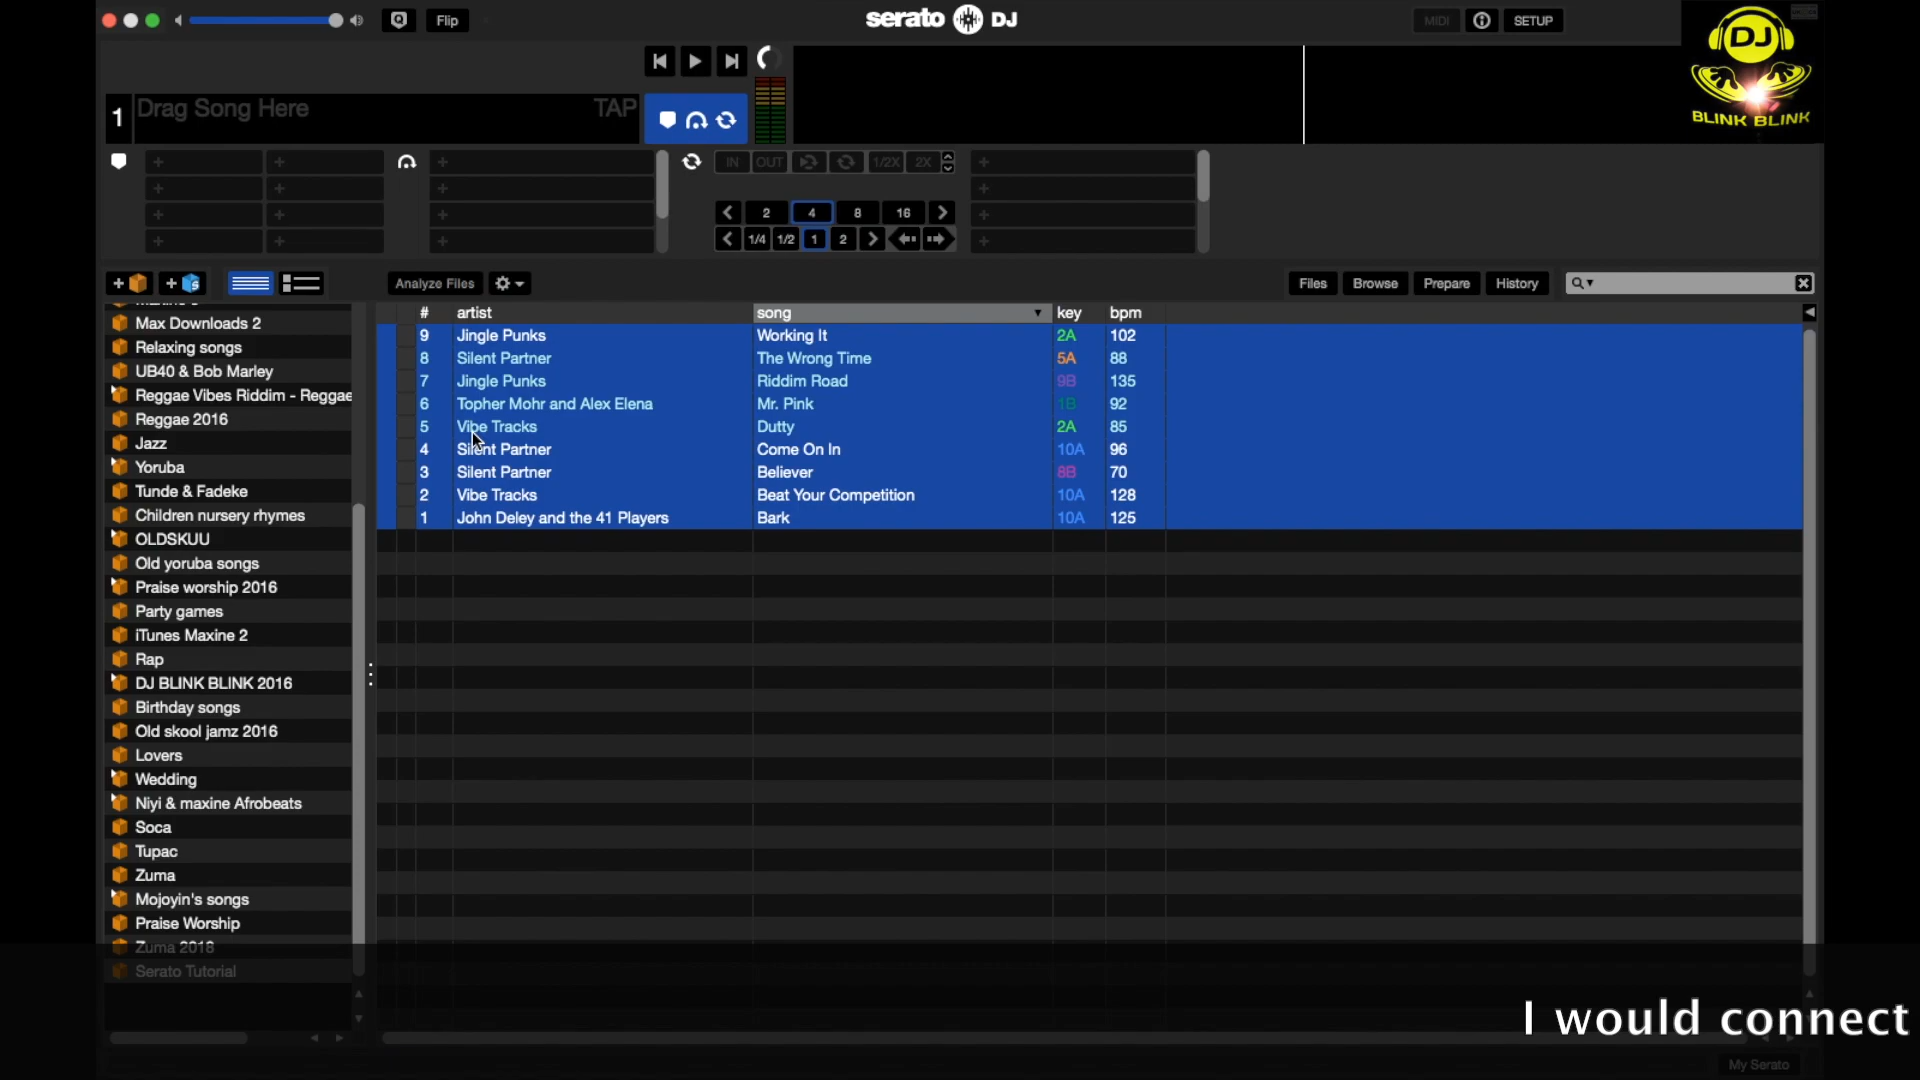 Flip
serato DJ
MIDI
SETUP
DJ
BLINK BLINK
1
Drag Song Here
TAP
IN OUT 1/2X 2X
2 4 8 16
1/4 1/2 1 2
Analyze Files
Files Browse Prepare History
# artist song key bpm
9 Jingle Punks Working It 2A 102
8 Silent Partner The Wrong Time 5A 88
7 Jingle Punks Riddim Road 9B 135
6 Topher Mohr and Alex Elena Mr. Pink 1B 92
5 Vibe Tracks Dutty 2A 85
4 Silent Partner Come On In 10A 96
3 Silent Partner Believer 8B 70
2 Vibe Tracks Beat Your Competition 10A 128
1 John Deley and the 41 Players Bark 10A 125
Max Downloads 2
Relaxing songs
UB40 & Bob Marley
Reggae Vibes Riddim - Reggae
Reggae 2016
Jazz
Yoruba
Tunde & Fadeke
Children nursery rhymes
OLDSKUU
Old yoruba songs
Praise worship 2016
Party games
iTunes Maxine 2
Rap
DJ BLINK BLINK 2016
Birthday songs
Old skool jamz 2016
Lovers
Wedding
Niyi & maxine Afrobeats
Soca
Tupac
Zuma
Mojoyin's songs
Praise Worship
Zuma 2018
Serato Tutorial
I would connect
My Serato